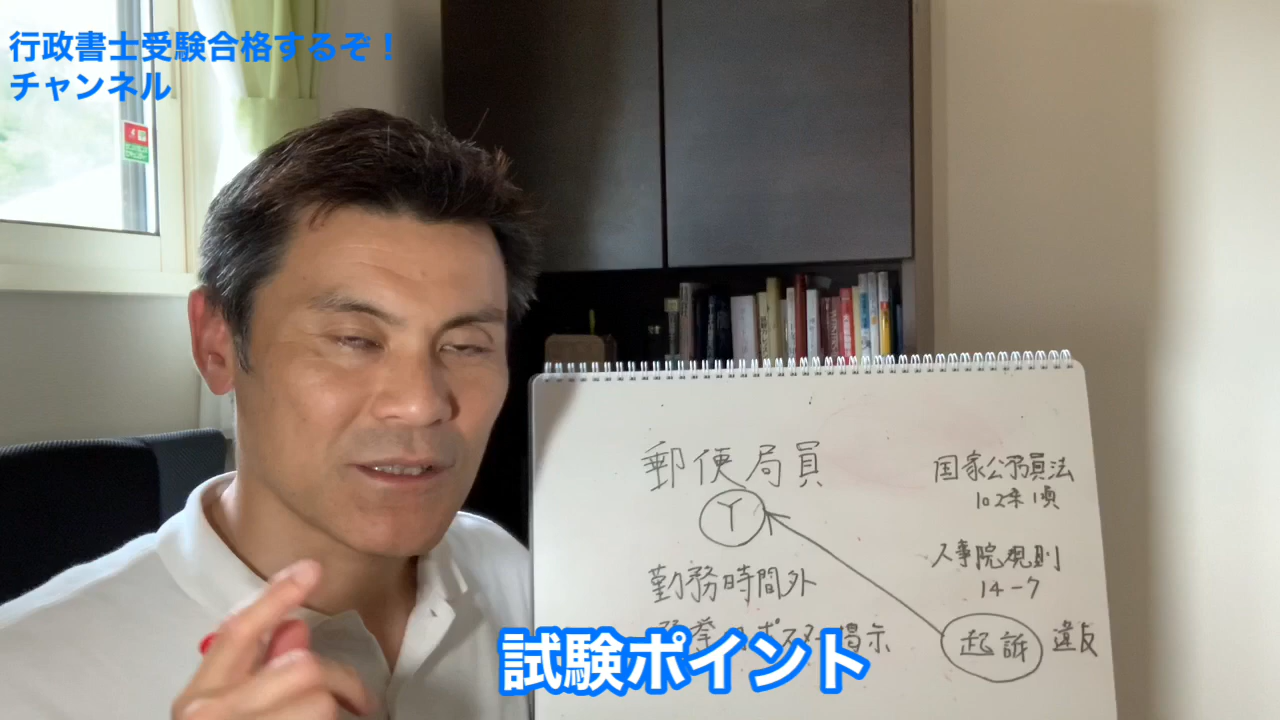 行政書士受験合格するぞ！
チャンネル
郵便局員
Y
勤務時間外
ポスター掲示
国家公務員法
102条1項
人事院規則
14-7
起訴 違反
試験ポイント